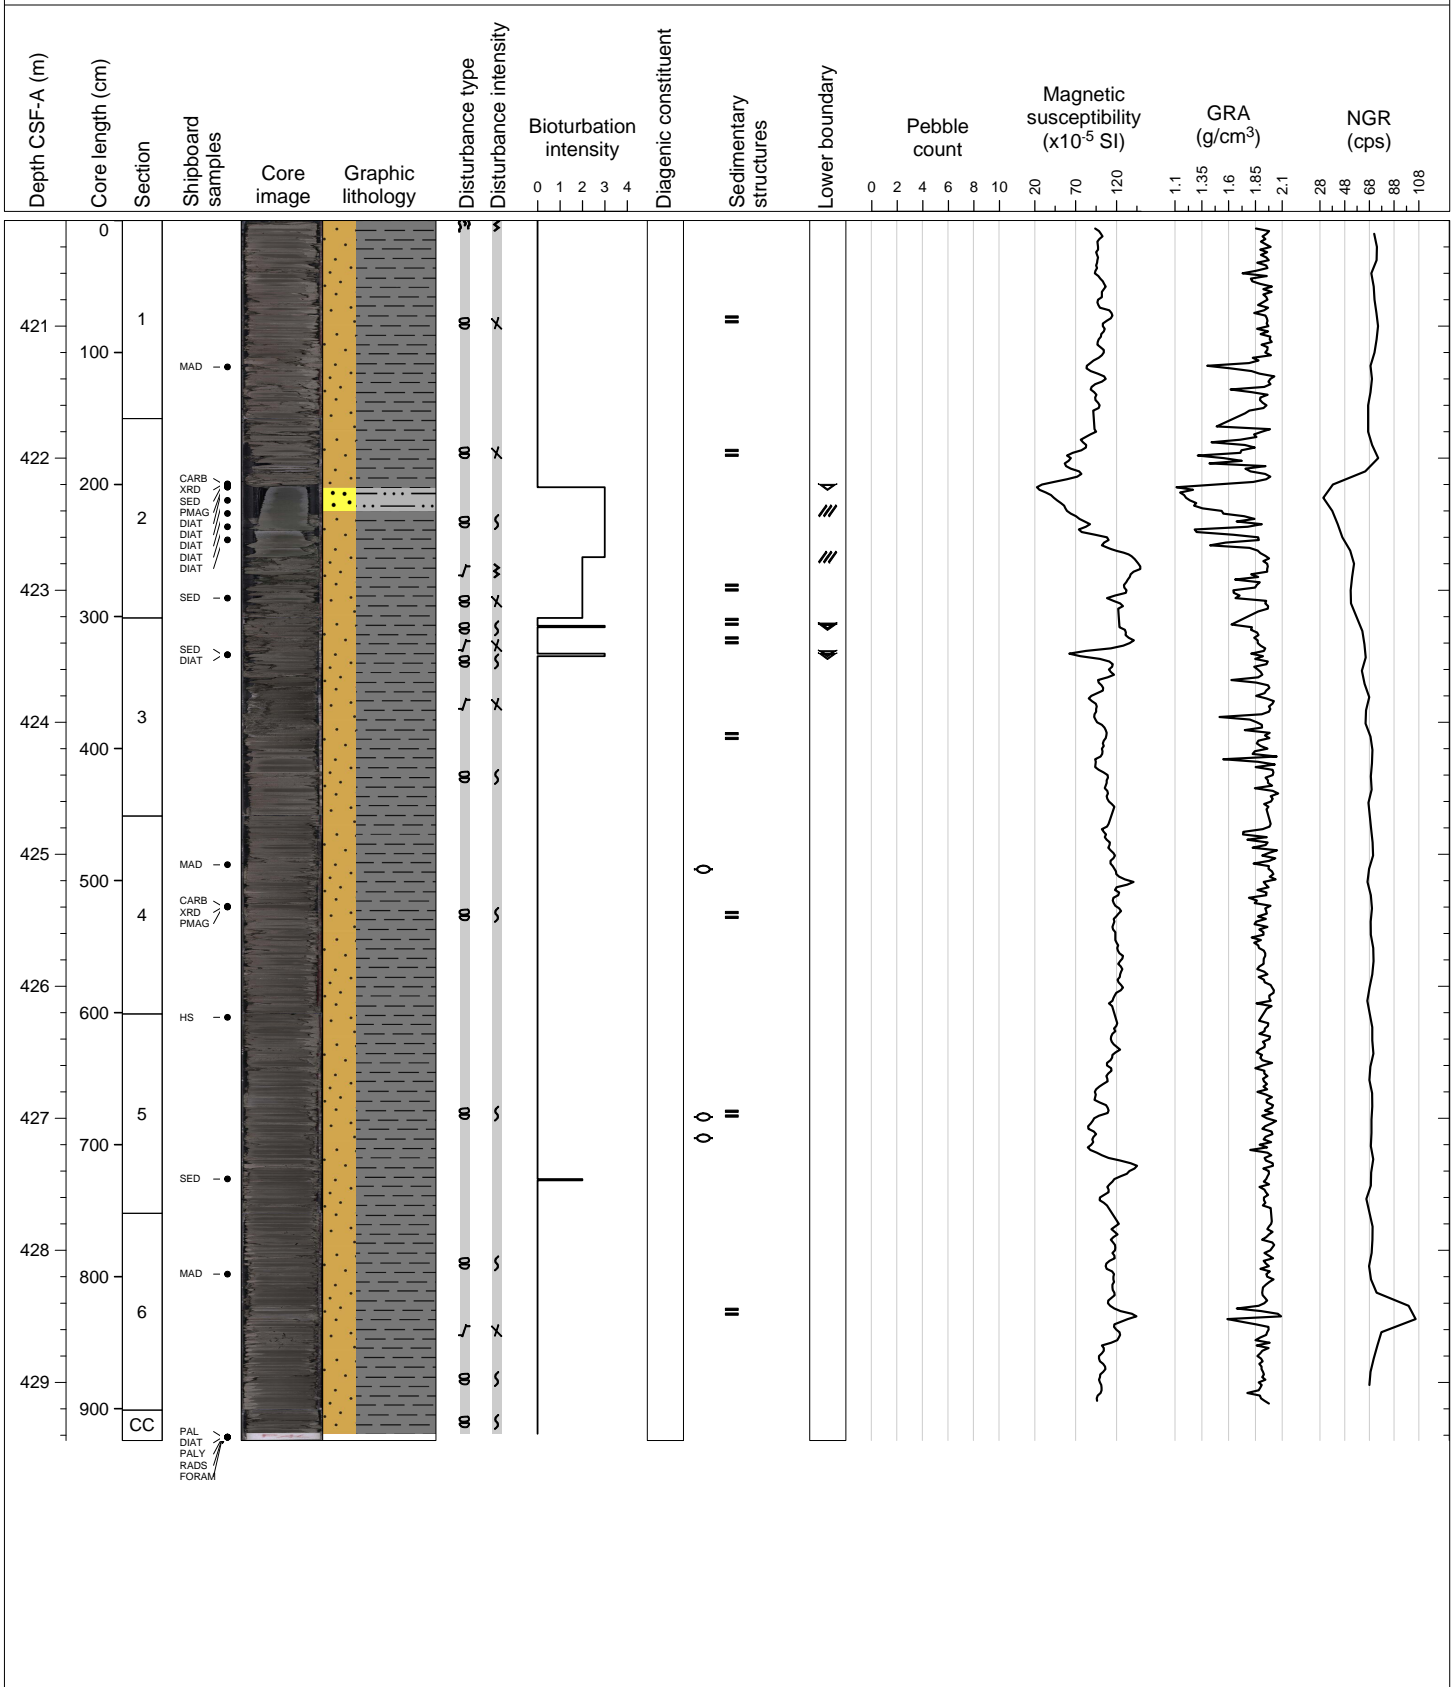 Depth CSF-A (m)
Core length (cm)
Section
Shipboard
samples
Core
image
Graphic
lithology
Disturbance type
Disturbance intensity
Bioturbation
intensity
0 1 2 3 4
Diagenic constituent
Sedimentary
structures
Lower boundary
Pebble
count
0 2 4 6 8 10
Magnetic
susceptibility
(x10-5 SI)
20 70 120
GRA
(g/cm3)
1.1 1.35 1.6 1.85 2.1
NGR
(cps)
28 48 68 88 108
0
1
421
100
MAD
422
CARB
200
XRD
SED
2
PMAG
DIAT
DIAT
DIAT
DIAT
423
SED
300
SED
DIAT
3
424
400
425
MAD
500
CARB
4
XRD
PMAG
426
600
HS
5
427
700
SED
428
800
MAD
6
429
900
CC
PAL
DIAT
PALY
RADS
FORAM